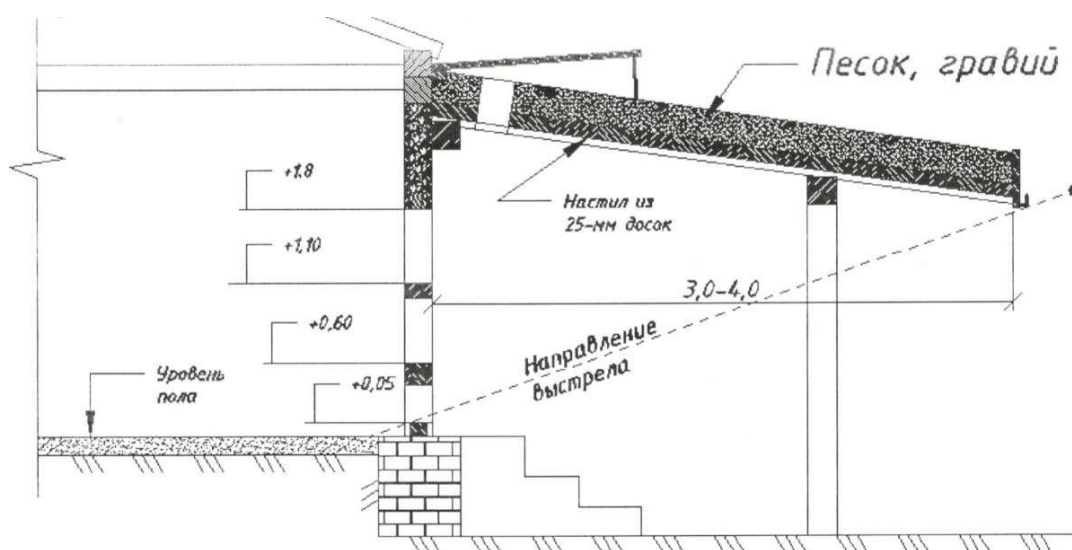 Песок, гравий
+1.8
Настил из
25-мм досок
+1,10
3,0-4,0
+0,60
Направление
выстрела
Уровень
пола
+0,05